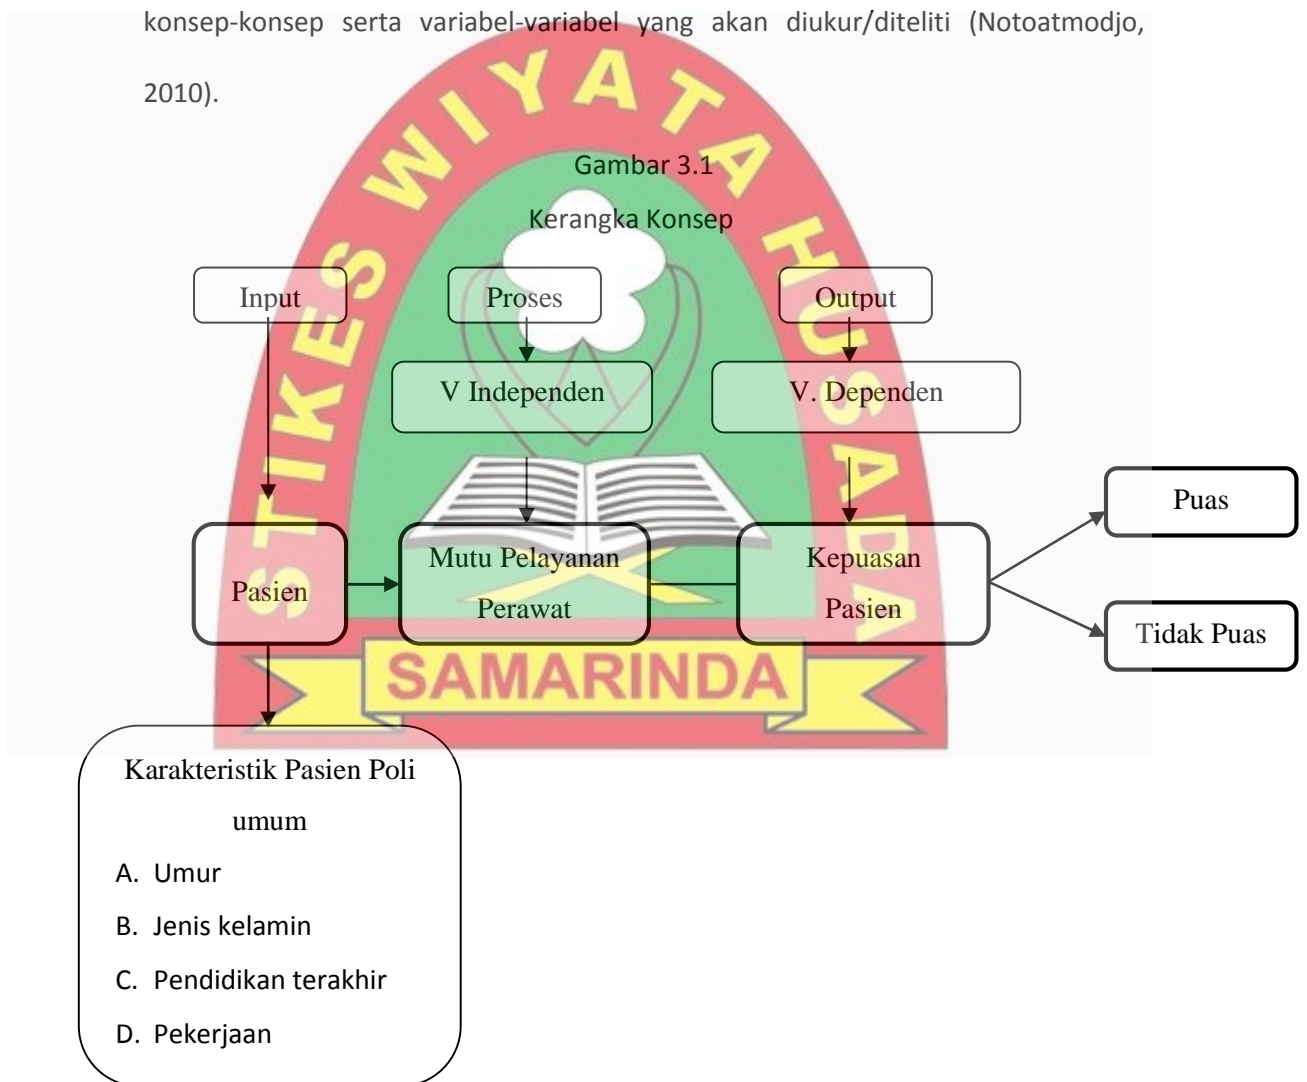 konsep-konsep serta variabel-variabel yang akan diukur/diteliti (Notoatmodjo,
2010).
Gambar 3.1
Kerangka Konsep
Input
Proses
Output
V Independen
V. Dependen
Pasien
Mutu Pelayanan
Perawat
Kepuasan
Pasien
Puas
Tidak Puas
Karakteristik Pasien Poli
umum
A. Umur
B. Jenis kelamin
C. Pendidikan terakhir
D. Pekerjaan
STIKES WIYATA HUSADA
SAMARINDA